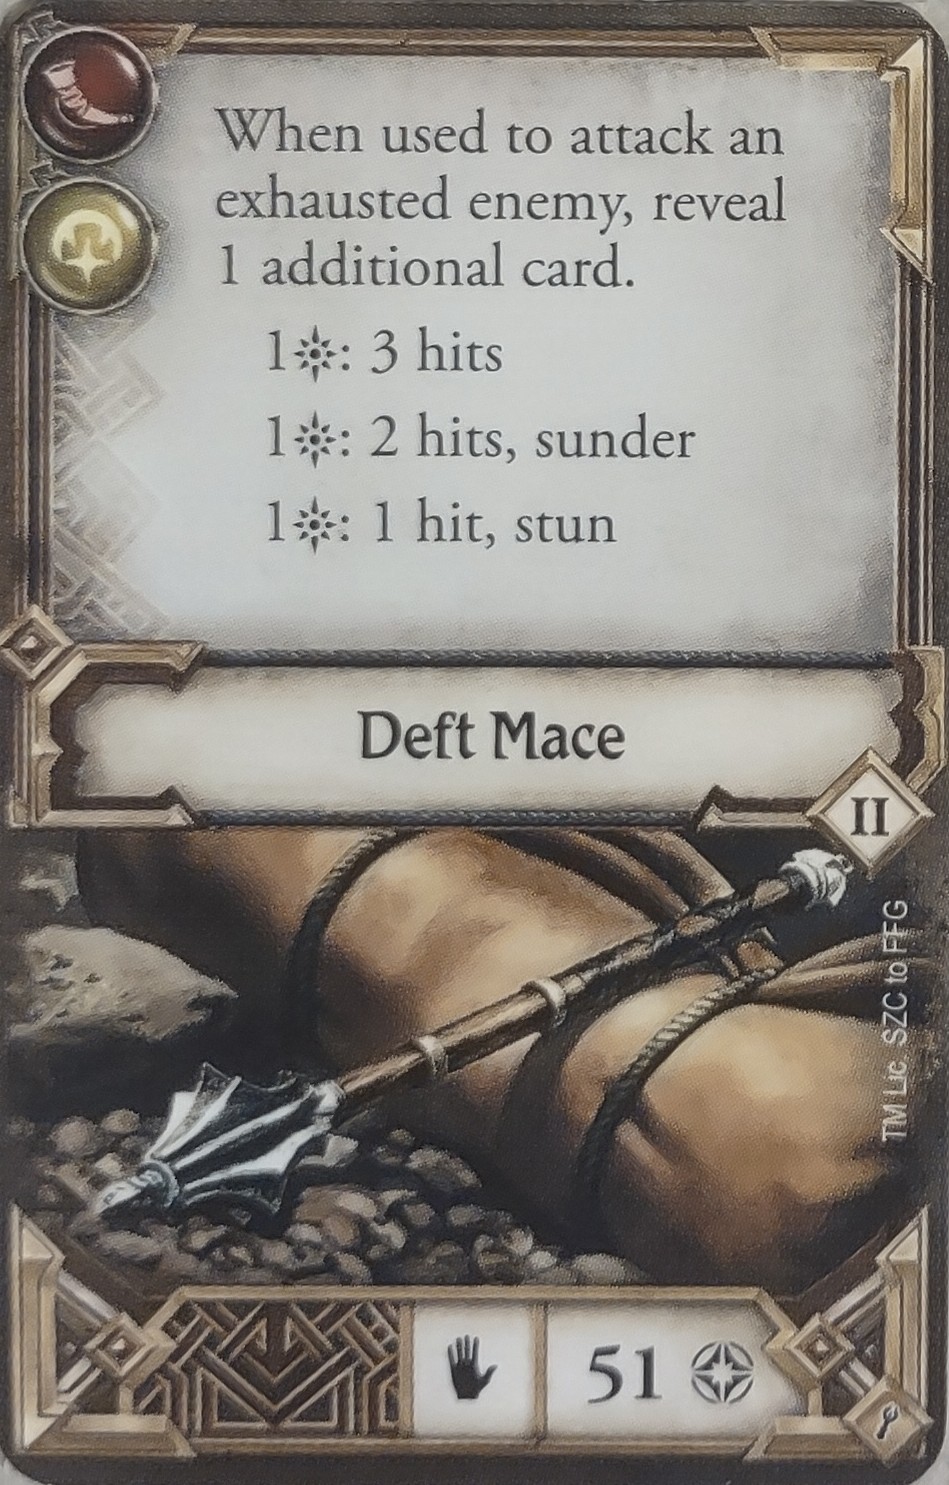 When used to attack an
exhausted enemy, reveal
1 additional card.
1: 3 hits
1: 2 hits, sunder
1: 1 hit, stun
Deft Mace
II
TM Lic. SZC to FFG
51